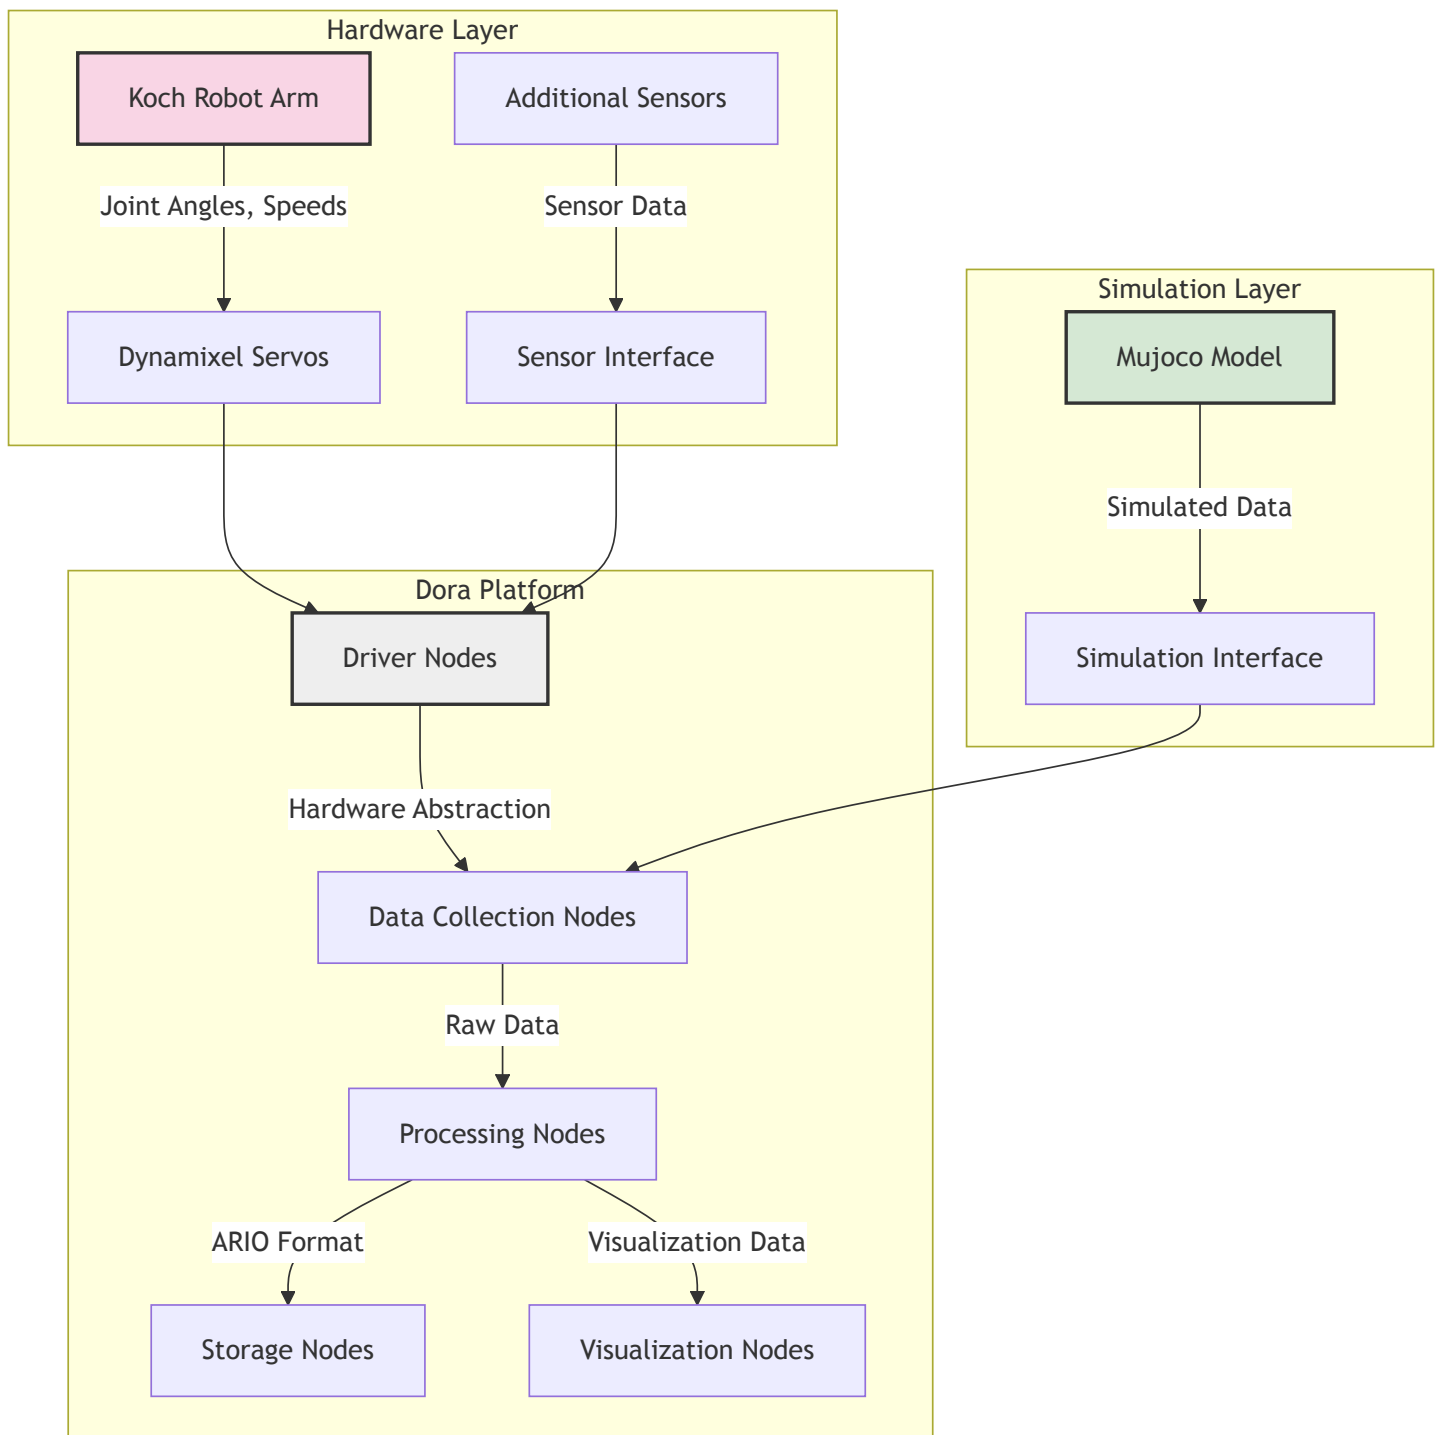 Hardware Layer
Koch Robot Arm
Additional Sensors
Joint Angles, Speeds
Sensor Data
Dynamixel Servos
Sensor Interface
Simulation Layer
Mujoco Model
Simulated Data
Simulation Interface
Dora Platform
Driver Nodes
Hardware Abstraction
Data Collection Nodes
Raw Data
Processing Nodes
ARIO Format
Visualization Data
Storage Nodes
Visualization Nodes